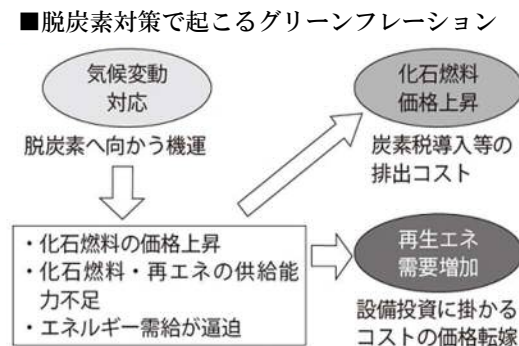 ■脱炭素対策で起こるグリーンフレーション
気候変動
対応
脱炭素へ向かう機運
・化石燃料の価格上昇
・化石燃料・再エネの供給能
力不足
・エネルギー需給が逼迫
化石燃料
価格上昇
炭素税導入等の
排出コスト
再生エネ
需要増加
設備投資に掛かる
コストの価格転嫁